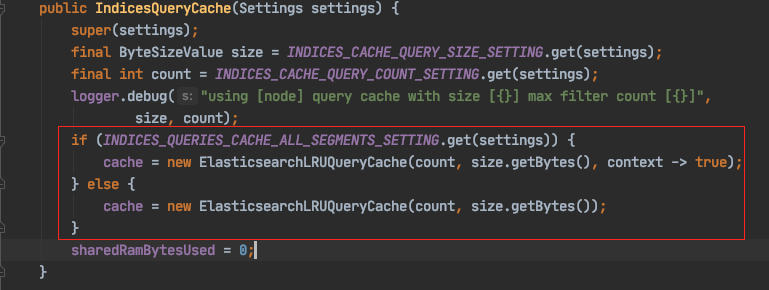 public IndicesQueryCache(Settings settings) {
super(settings);
final ByteSizeValue size = INDICES_CACHE_QUERY_SIZE_SETTING.get(settings);
final int count = INDICES_CACHE_QUERY_COUNT_SETTING.get(settings);
logger.debug( s: "using [node] query cache with size [{}] max filter count [{}]",
size, count);
if (INDICES_QUERIES_CACHE_ALL_SEGMENTS_SETTING.get(settings)) {
cache = new ElasticsearchLRUQueryCache(count, size.getBytes(), context -> true);
} else {
cache = new ElasticsearchLRUQueryCache(count, size.getBytes());
}
sharedRamBytesUsed = 0;
}